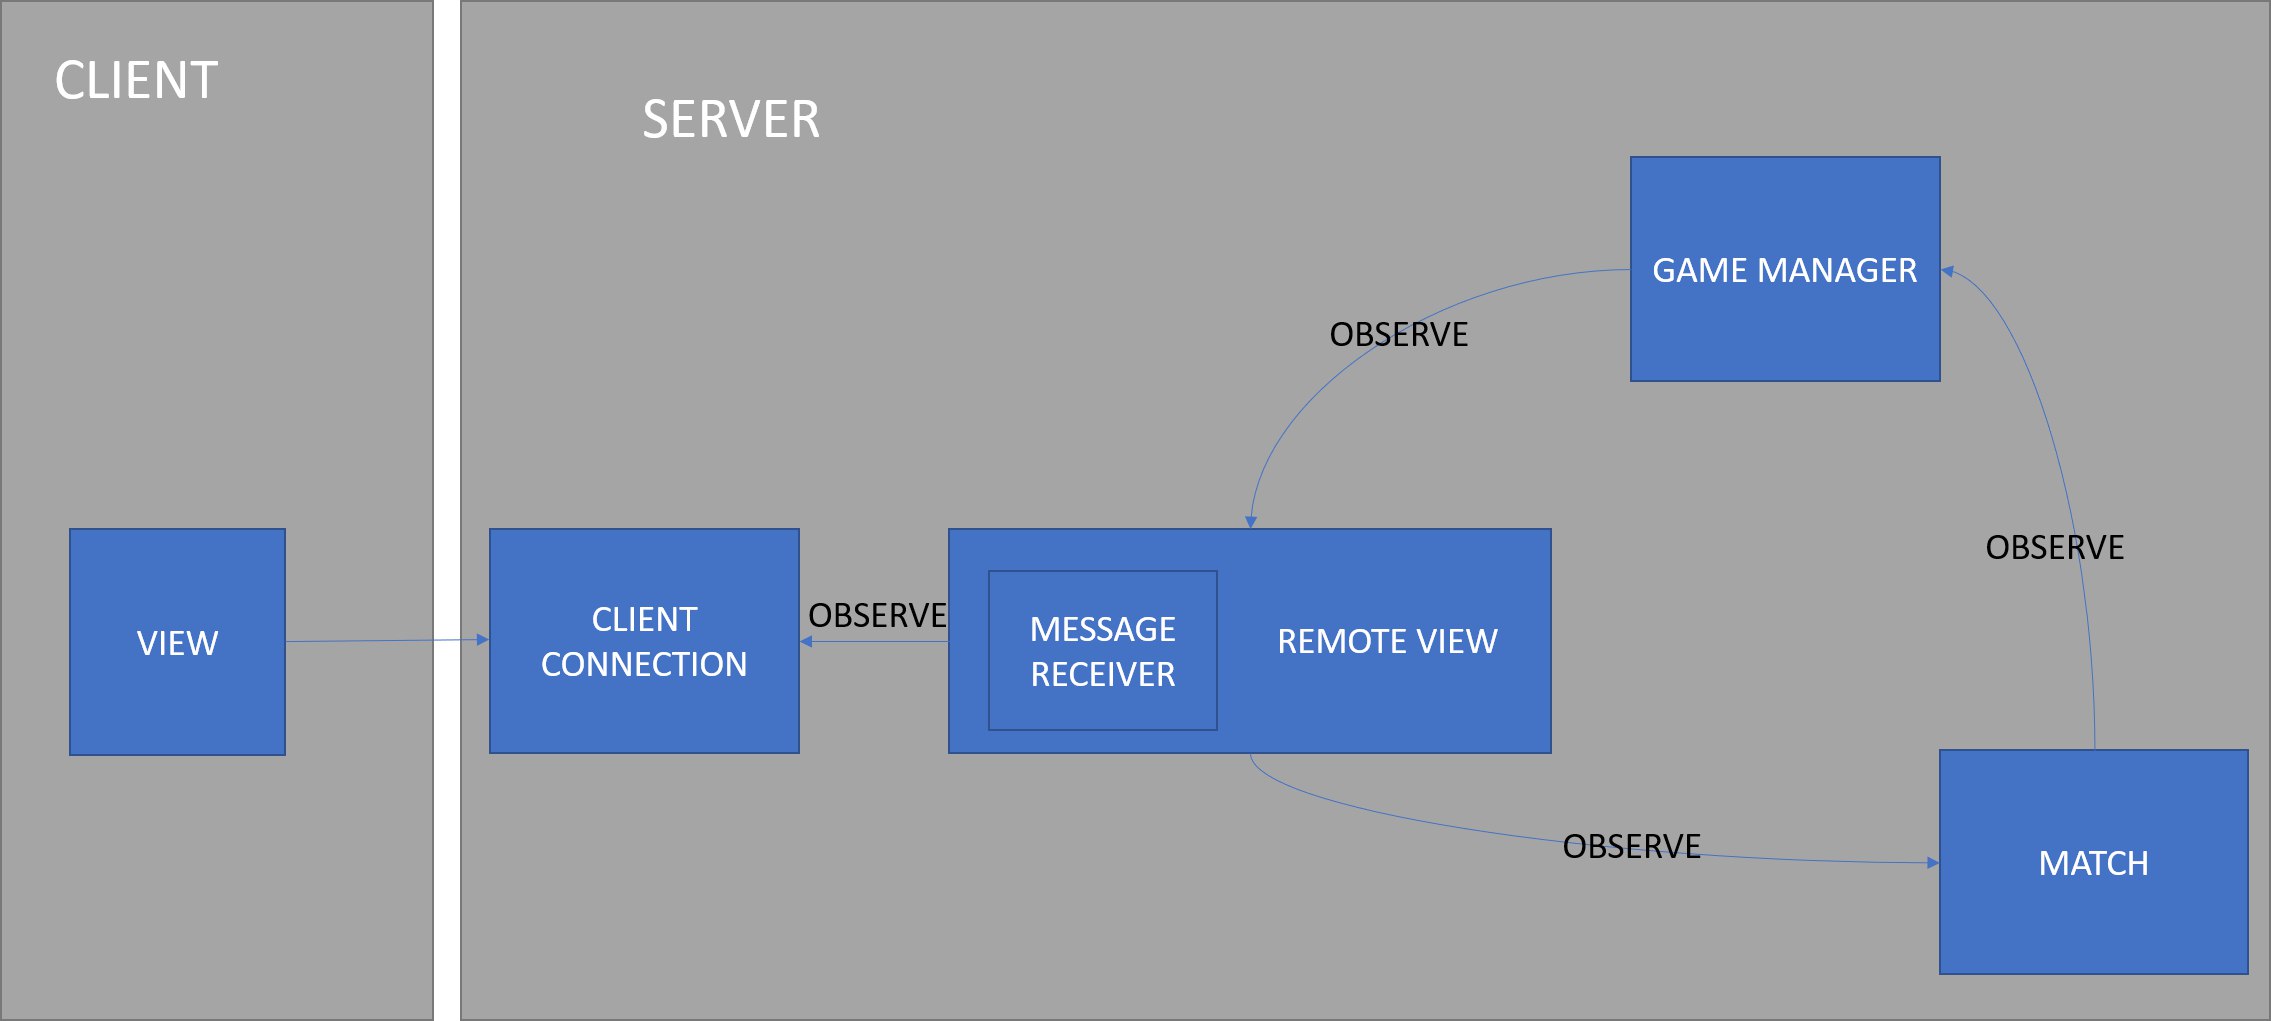 CLIENT
SERVER
GAME MANAGER
OBSERVE
OBSERVE
VIEW
CLIENT
CONNECTION
OBSERVE
MESSAGE
RECEIVER
REMOTE VIEW
OBSERVE
MATCH